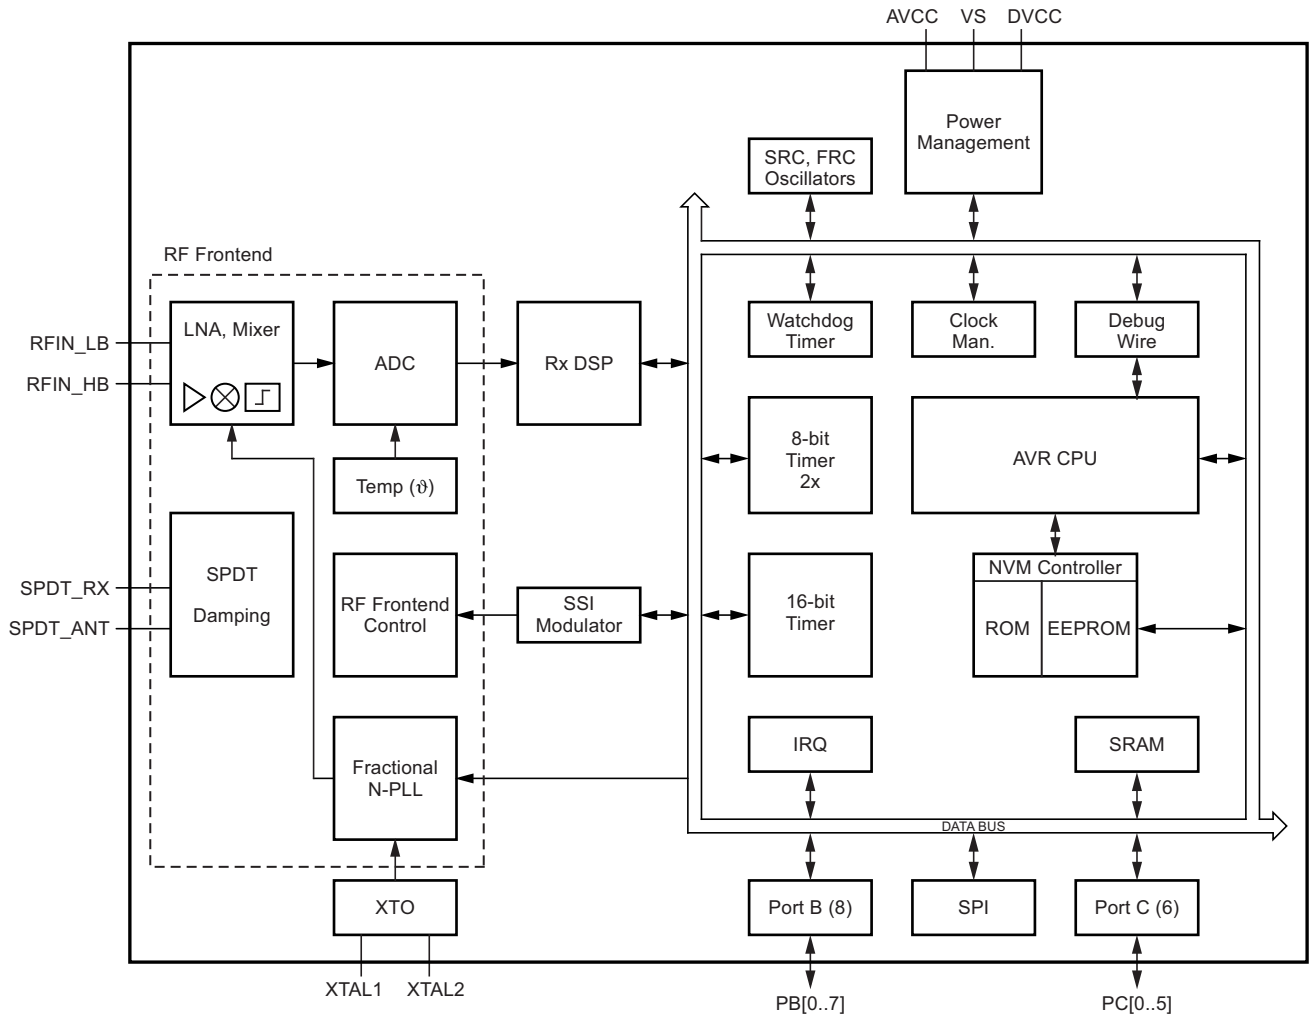 AVCC VS DVCC
Power
Management
SRC, FRC
Oscillators
RF Frontend
LNA, Mixer
ADC
Rx DSP
RFIN_LB
RFIN_HB
Temp (ϑ)
Watchdog
Timer
Clock
Man.
Debug
Wire
8-bit
Timer
2x
AVR CPU
SPDT
Damping
SPDT_RX
SPDT_ANT
RF Frontend
Control
SSI
Modulator
16-bit
Timer
NVM Controller
ROM EEPROM
Fractional
N-PLL
IRQ
SRAM
DATA BUS
XTO
Port B (8)
SPI
Port C (6)
XTAL1 XTAL2
PB[0..7]
PC[0..5]